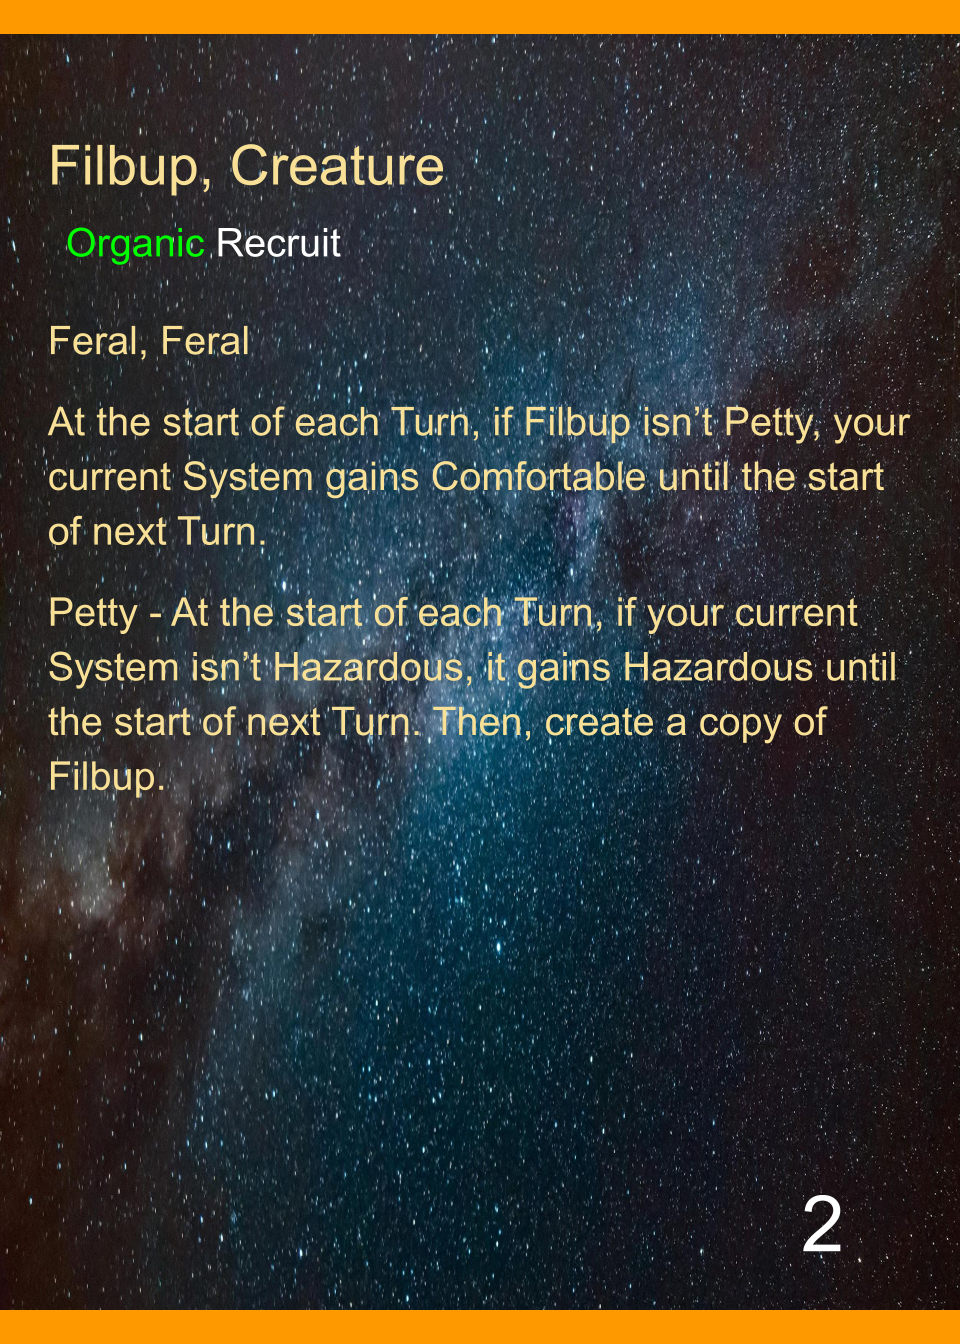 Filbup, Creature
Organic Recruit
Feral, Feral
At the start of each Turn, if Filbup isn’t Petty, your
current System gains Comfortable until the start
of next Turn.
Petty - At the start of each Turn, if your current
System isn’t Hazardous, it gains Hazardous until
the start of next Turn. Then, create a copy of
Filbup.
2